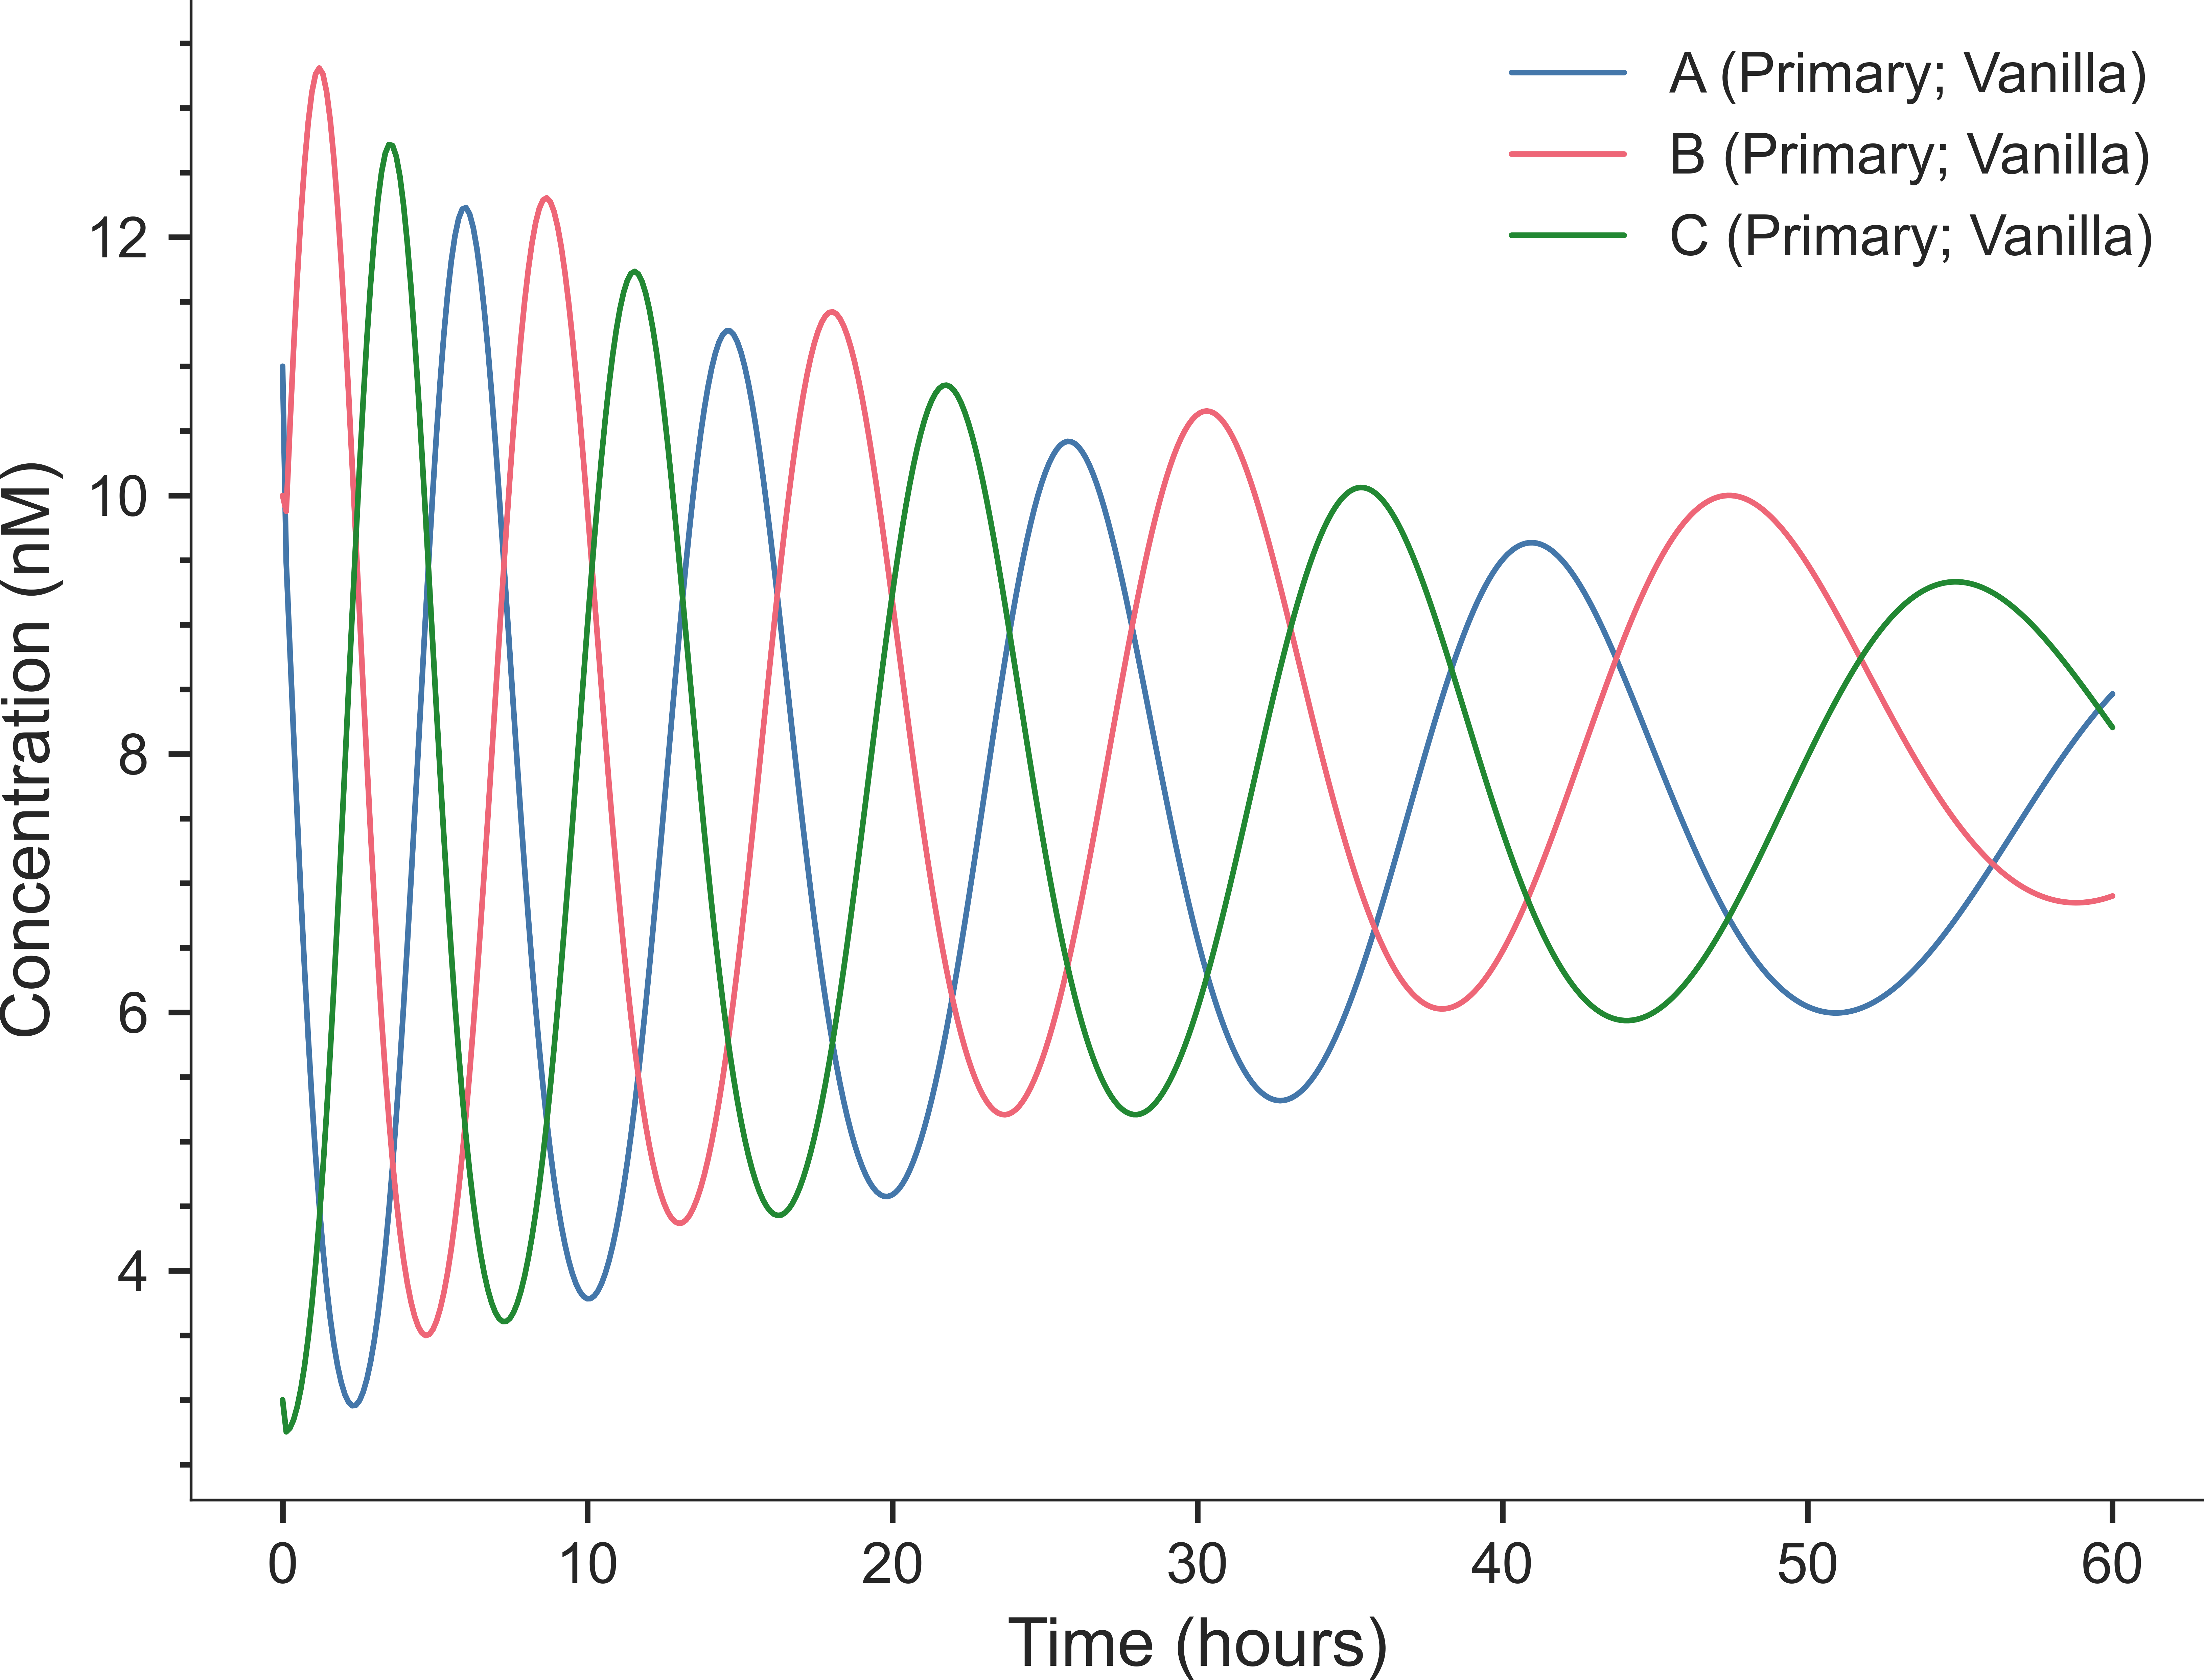 A (Primary; Vanilla)
B (Primary; Vanilla)
C (Primary; Vanilla)
Concentration (nM)
12
10
8
6
4
0 10 20 30 40 50 60
Time (hours)